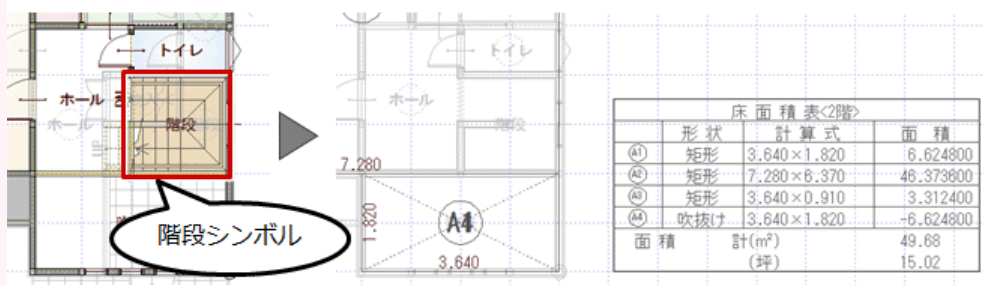 トイレ
ホール
ホール
階段
UP
階段シンボル
トイレ
ホール
階段
7.280
1.820
A4
3.640
床面積表<2階>
形状 計算式 面積
A1 矩形 3.640×1.820 6.624800
A2 矩形 7.280×6.370 46.373600
A3 矩形 3.640×0.910 3.312400
A4 吹抜け 3.640×1.820 -6.624800
面積 計(㎡) 49.68
(坪) 15.02